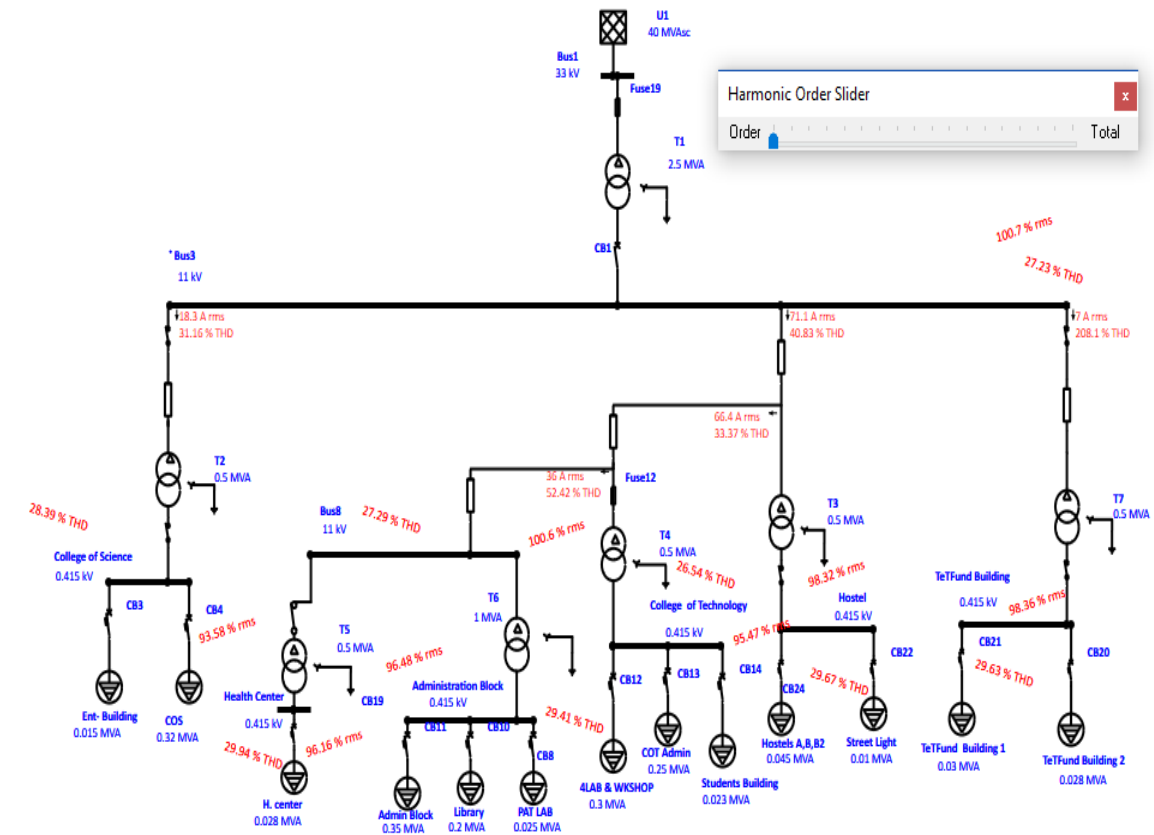 U1
40 MVAsc
Bus1
33 kV
Fuse19
Harmonic Order Slider
x
Order
Total
T1
2.5 MVA
CB1
100.7 % rms
27.23 % THD
*Bus3
11 kV
18.3 A rms
31.16 % THD
71.1 A rms
40.83 % THD
7 A rms
208.1 % THD
66.4 A rms
33.37 % THD
T2
0.5 MVA
36 A rms
52.42 % THD
Fuse12
28.39 % THD
Bus8
11 kV
27.29 % THD
100.6 % rms
T4
0.5 MVA
26.54 % THD
T3
0.5 MVA
98.32 % rms
T7
0.5 MVA
College of Science
0.415 kV
CB3
CB4
93.58 % rms
T5
0.5 MVA
T6
1 MVA
College of Technology
0.415 kV
95.47 % rms
Hostel
0.415 kV
TeTFund Building
0.415 kV
98.36 % rms
96.48 % rms
CB19
Health Center
0.415 kV
Administration Block
0.415 kV
CB12
CB13
CB14
CB24
CB22
29.67 % THD
CB21
29.63 % THD
CB20
Ent- Building
0.015 MVA
COS
0.32 MVA
29.94 % THD
96.16 % rms
CB11
CB10
CB8
29.41 % THD
H. center
0.028 MVA
Admin Block
0.35 MVA
Library
0.2 MVA
PAT LAB
0.025 MVA
4LAB & WKSHOP
0.3 MVA
COT Admin
0.25 MVA
Students Building
0.023 MVA
Hostels A,B,B2
0.045 MVA
Street Light
0.01 MVA
TeTFund Building 1
0.03 MVA
TeTFund Building 2
0.028 MVA